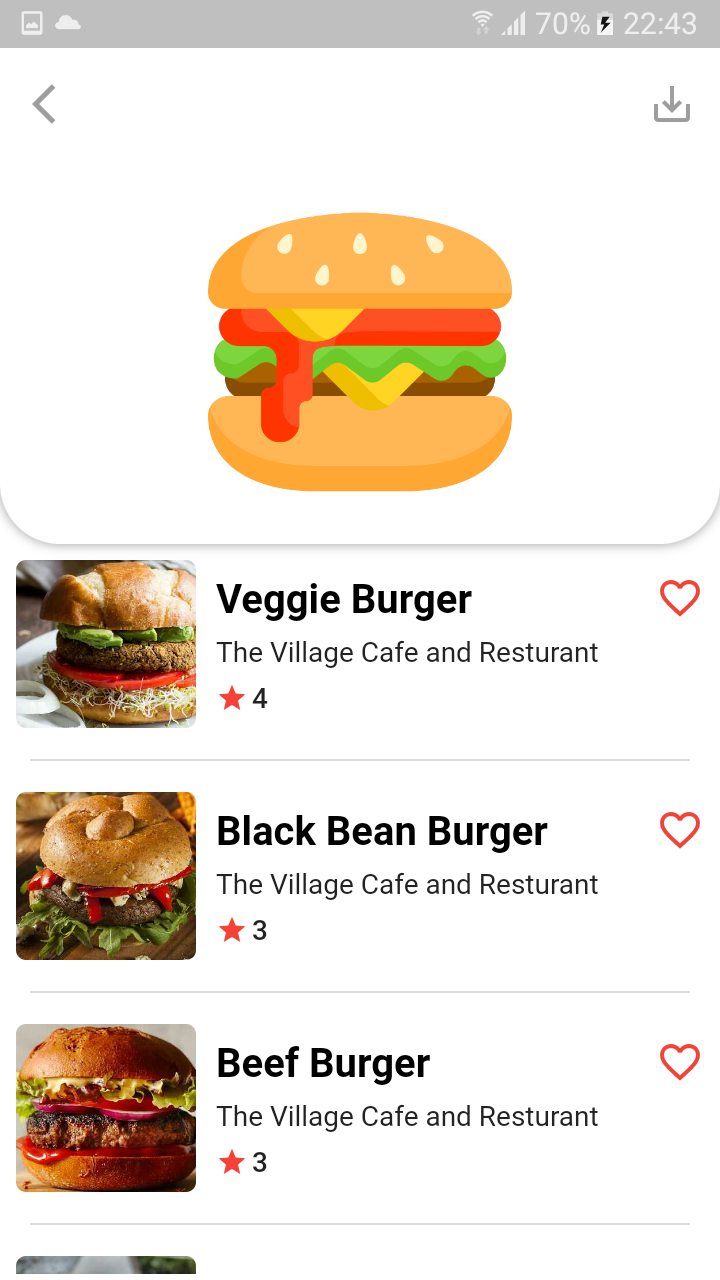 70% 22:43
Veggie Burger
The Village Cafe and Resturant
4
Black Bean Burger
The Village Cafe and Resturant
3
Beef Burger
The Village Cafe and Resturant
3